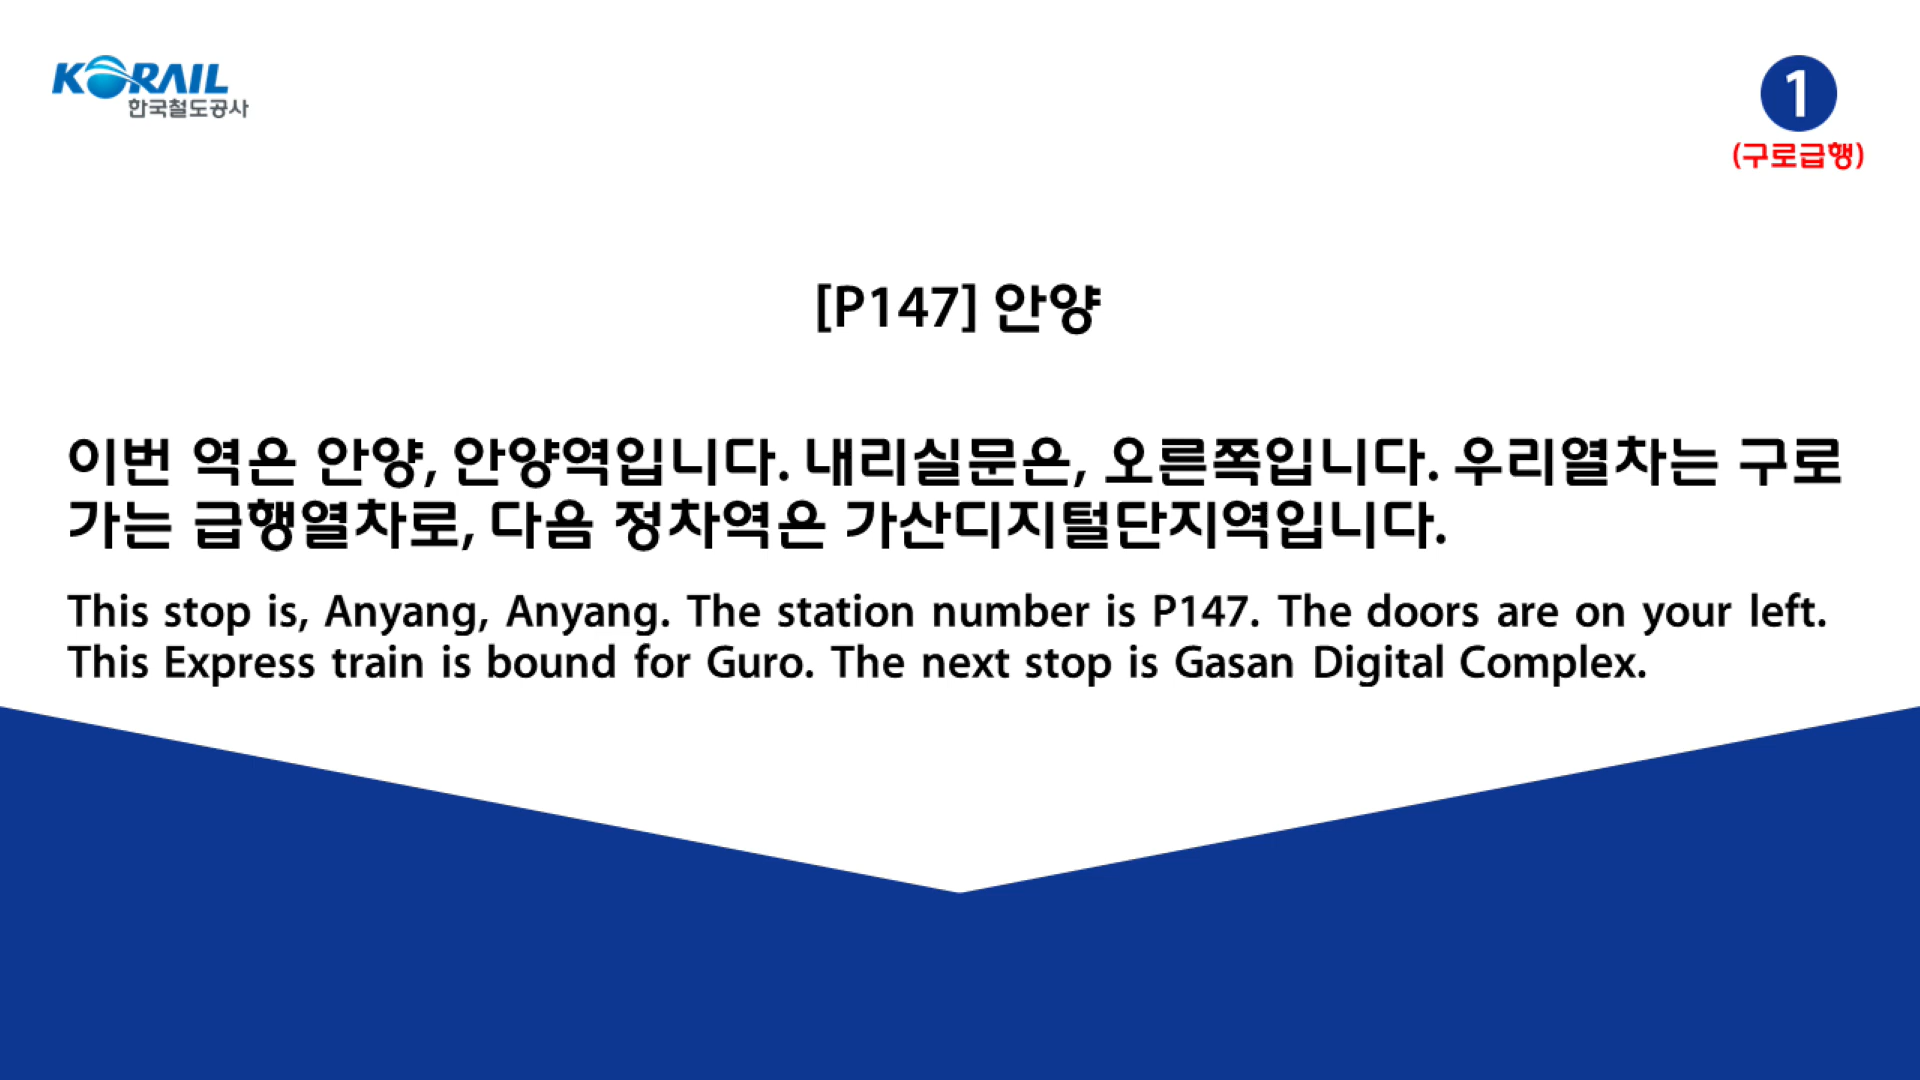 KORAIL
한국철도공사
1
(구로급행)
[P147] 안양
이번 역은 안양, 안양역입니다. 내리실문은, 오른쪽입니다. 우리열차는 구로
가는 급행열차로, 다음 정차역은 가산디지털단지역입니다.
This stop is, Anyang, Anyang. The station number is P147. The doors are on your left.
This Express train is bound for Guro. The next stop is Gasan Digital Complex.